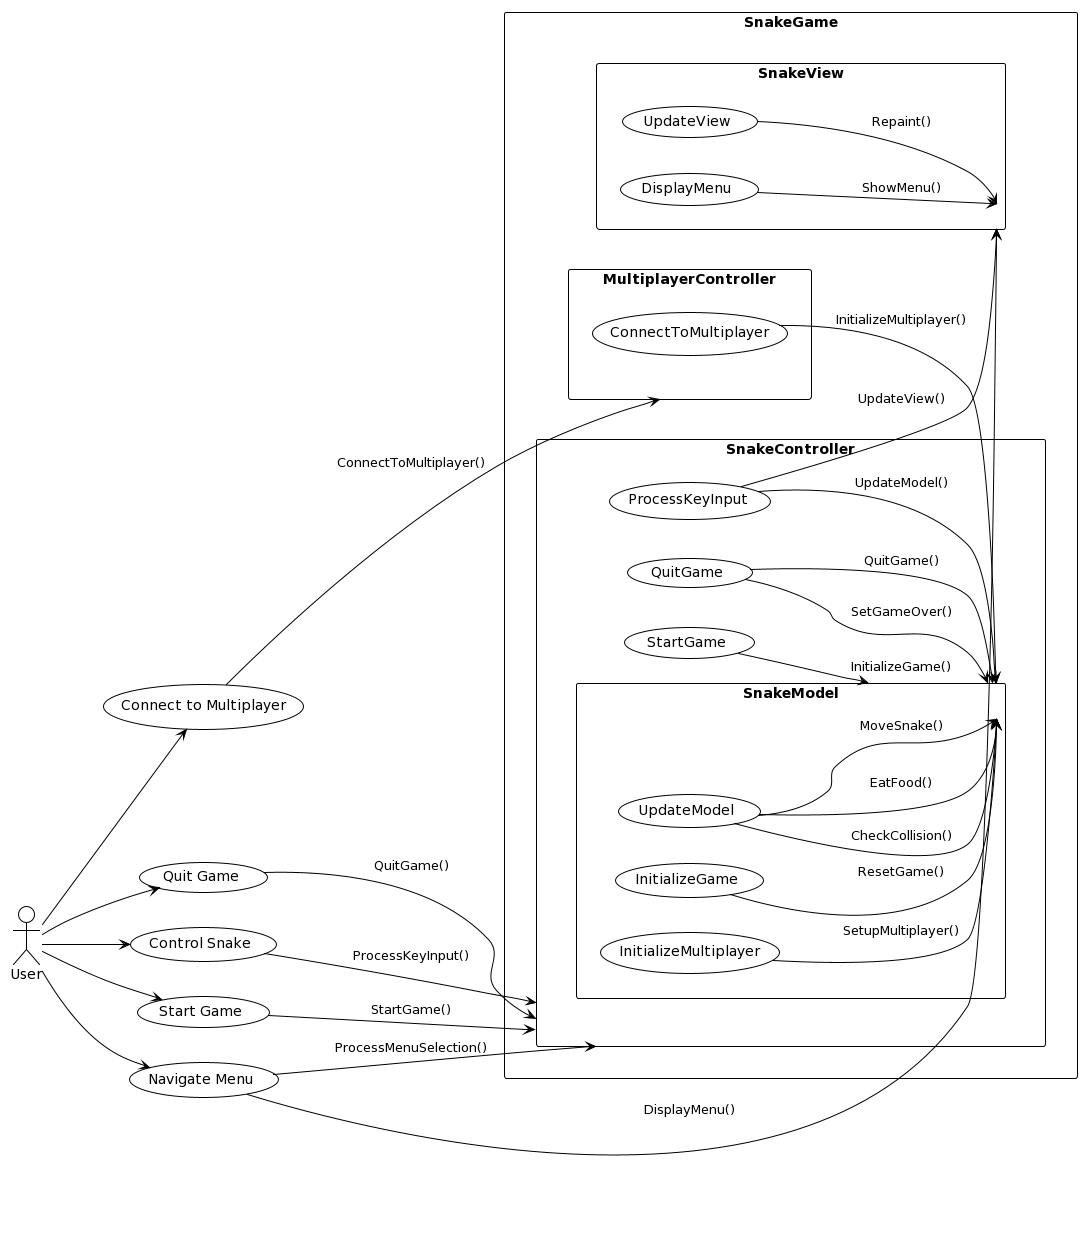 SnakeGame
SnakeView
UpdateView
Repaint()
DisplayMenu
ShowMenu()
MultiplayerController
ConnectToMultiplayer
InitializeMultiplayer()
UpdateView()
ConnectToMultiplayer()
SnakeController
ProcessKeyInput
UpdateModel()
QuitGame
QuitGame()
SetGameOver()
StartGame
InitializeGame()
SnakeModel
MoveSnake()
UpdateModel
EatFood()
CheckCollision()
InitializeGame
ResetGame()
InitializeMultiplayer
SetupMultiplayer()
Connect to Multiplayer
Quit Game
QuitGame()
Control Snake
ProcessKeyInput()
User
Start Game
StartGame()
Navigate Menu
ProcessMenuSelection()
DisplayMenu()